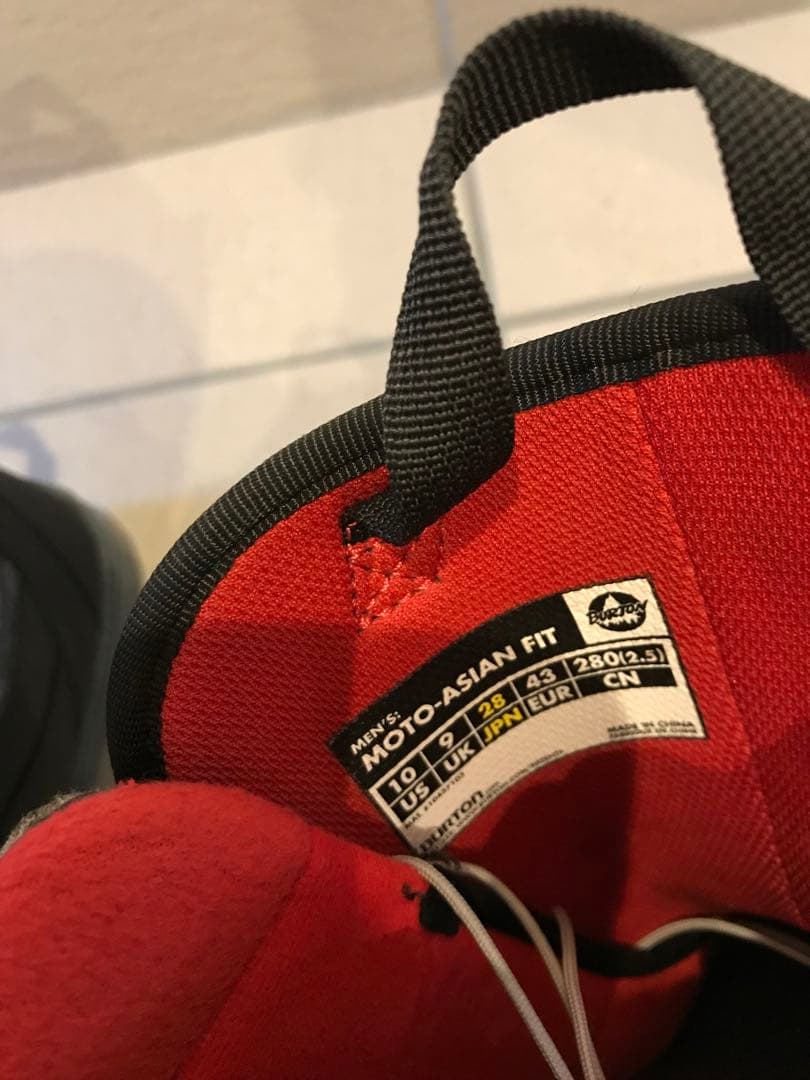 BURTON
MEN'S:
MOTO-ASIAN FIT
10 9 28 43 280(2.5)
US UK JPN EUR CN
MADE IN CHINA
BURTON